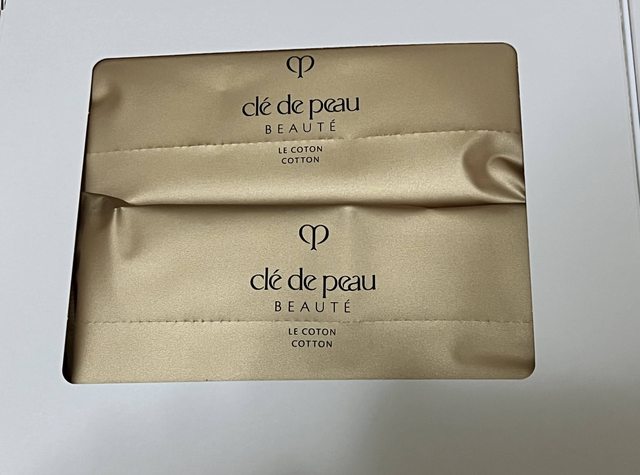 clé de peau
BEAUTÉ
LE COTON
COTTON
clé de peau
BEAUTÉ
LE COTON
COTTON